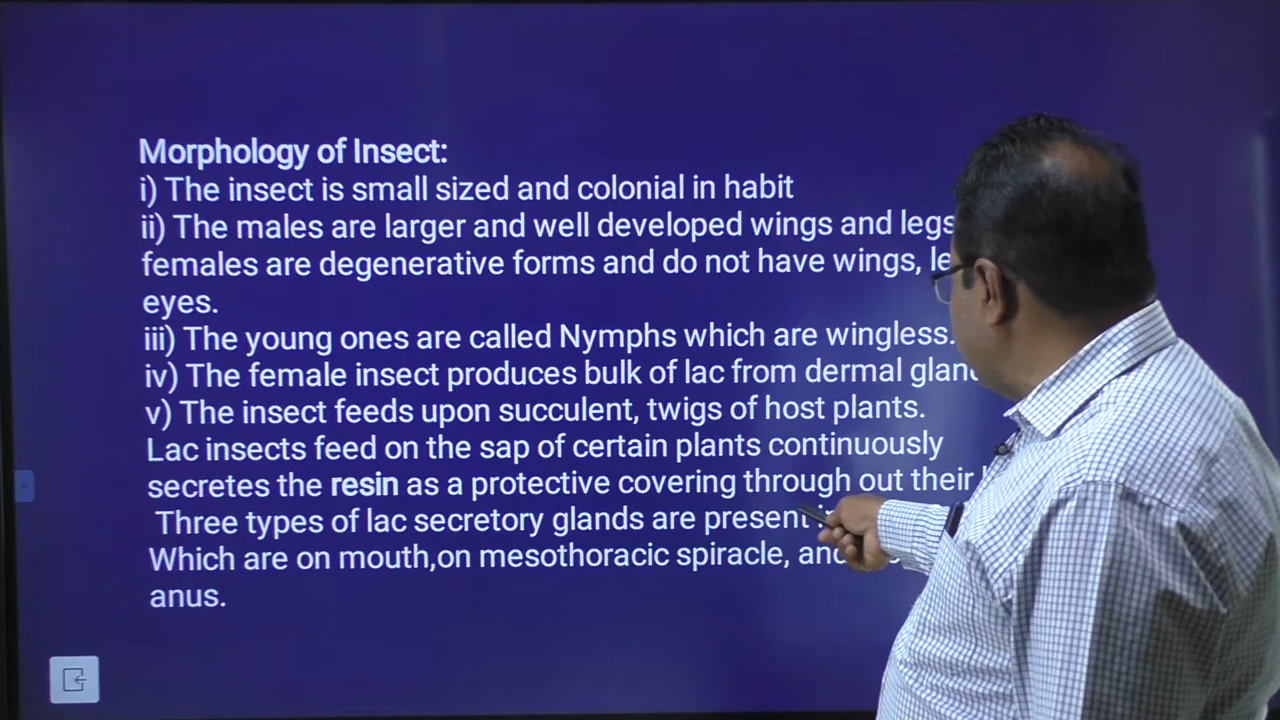 Morphology of Insect:
i) The insect is small sized and colonial in habit
ii) The males are larger and well developed wings and legs
females are degenerative forms and do not have wings,
eyes.
iii) The young ones are called Nymphs which are wingless.
iv) The female insect produces bulk of lac from dermal
v) The insect feeds upon succulent, twigs of host plants.
Lac insects feed on the sap of certain plants continuously
secretes the resin as a protective covering through out their
Three types of lac secretory glands are present
Which are on mouth,on mesothoracic spiracle,
anus.